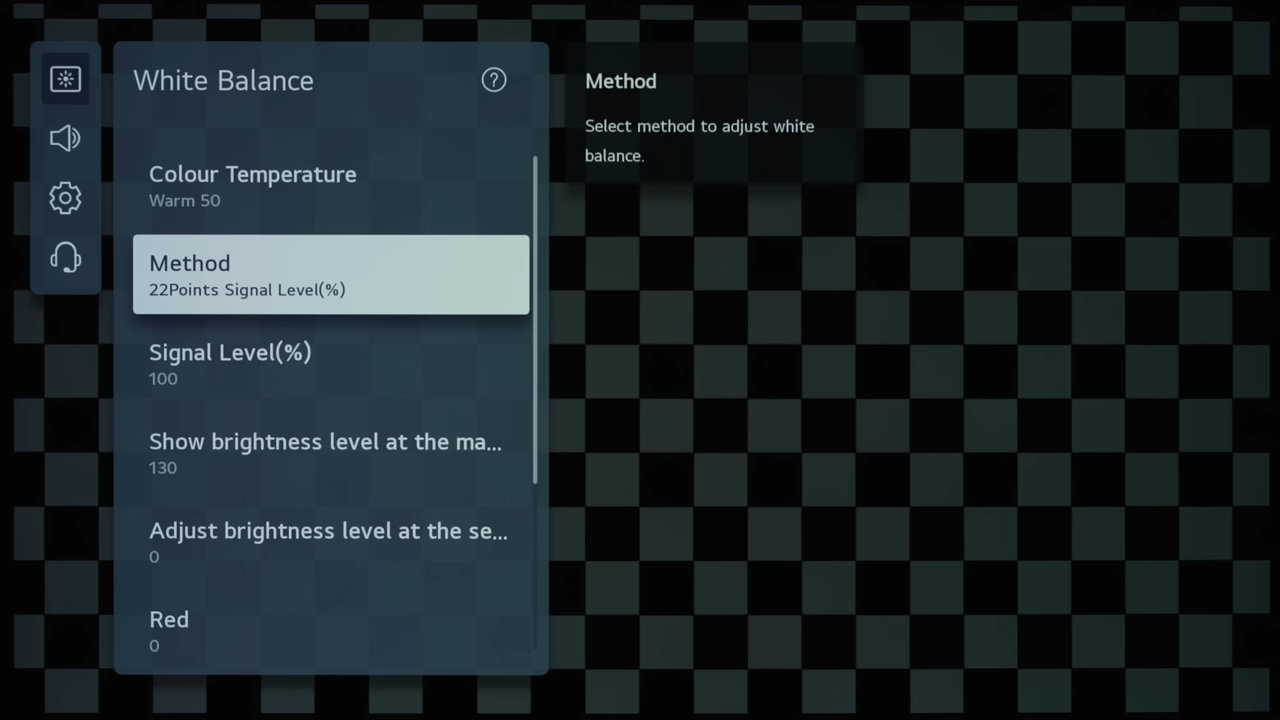 White Balance
?
Colour Temperature
Warm 50
Method
22Points Signal Level(%)
Signal Level(%)
100
Show brightness level at the ma...
130
Adjust brightness level at the se...
0
Red
0
Method
Select method to adjust white
balance.